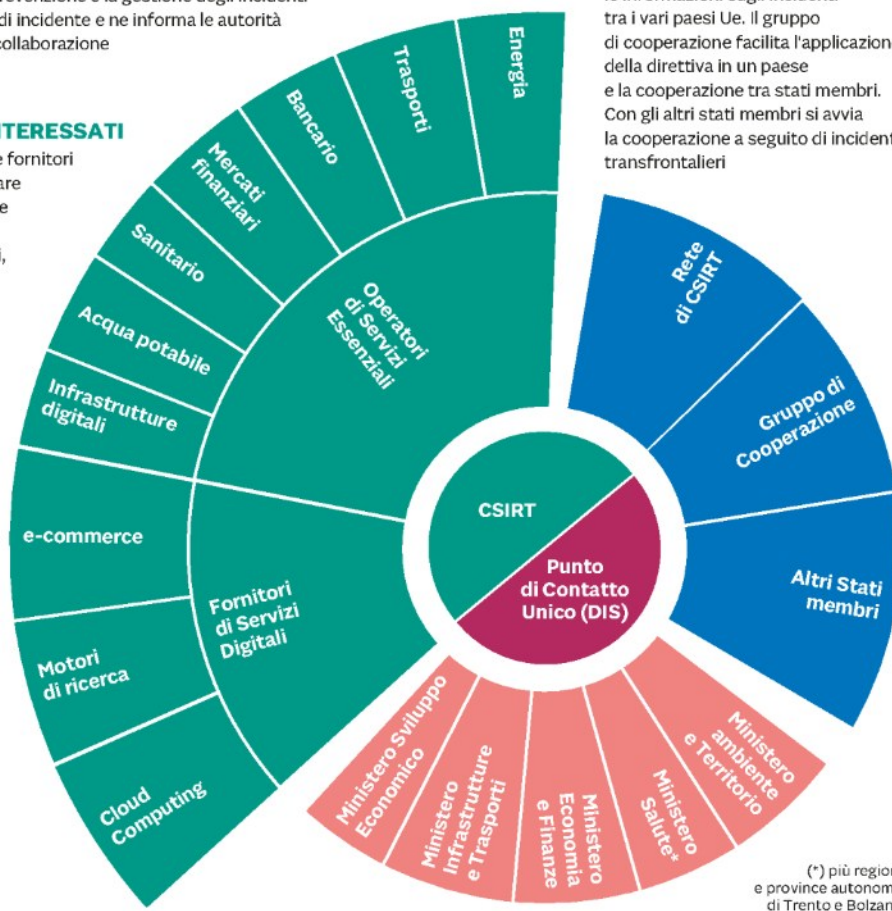 di incidente e ne informa le autorità
collaborazione
tra i vari paesi Ue. Il gruppo
di cooperazione facilita l'applicazion
della direttiva in un paese
e la cooperazione tra stati membri.
Con gli altri stati membri si avvia
la cooperazione a seguito di incident
transfrontalieri
NTERESSATI
e fornitori
are
e
i,
Energia
Trasporti
Bancario
Mercati
finanziari
Sanitario
Acqua potabile
Infrastrutture
digitali
e-commerce
Motori
di ricerca
Cloud
Computing
Operatori
di Servizi
Essenziali
Fornitori
di Servizi
Digitali
CSIRT
Punto
di Contatto
Unico (DIS)
Rete
di CSIRT
Gruppo di
Cooperazione
Altri Stati
membri
Ministero Sviluppo
Economico
Ministero
Infrastrutture
e Trasporti
Ministero
Economia
e Finanze
Ministero
Salute*
Ministero
ambiente
e Territorio
(*) più region
e province autonom
di Trento e Bolzan